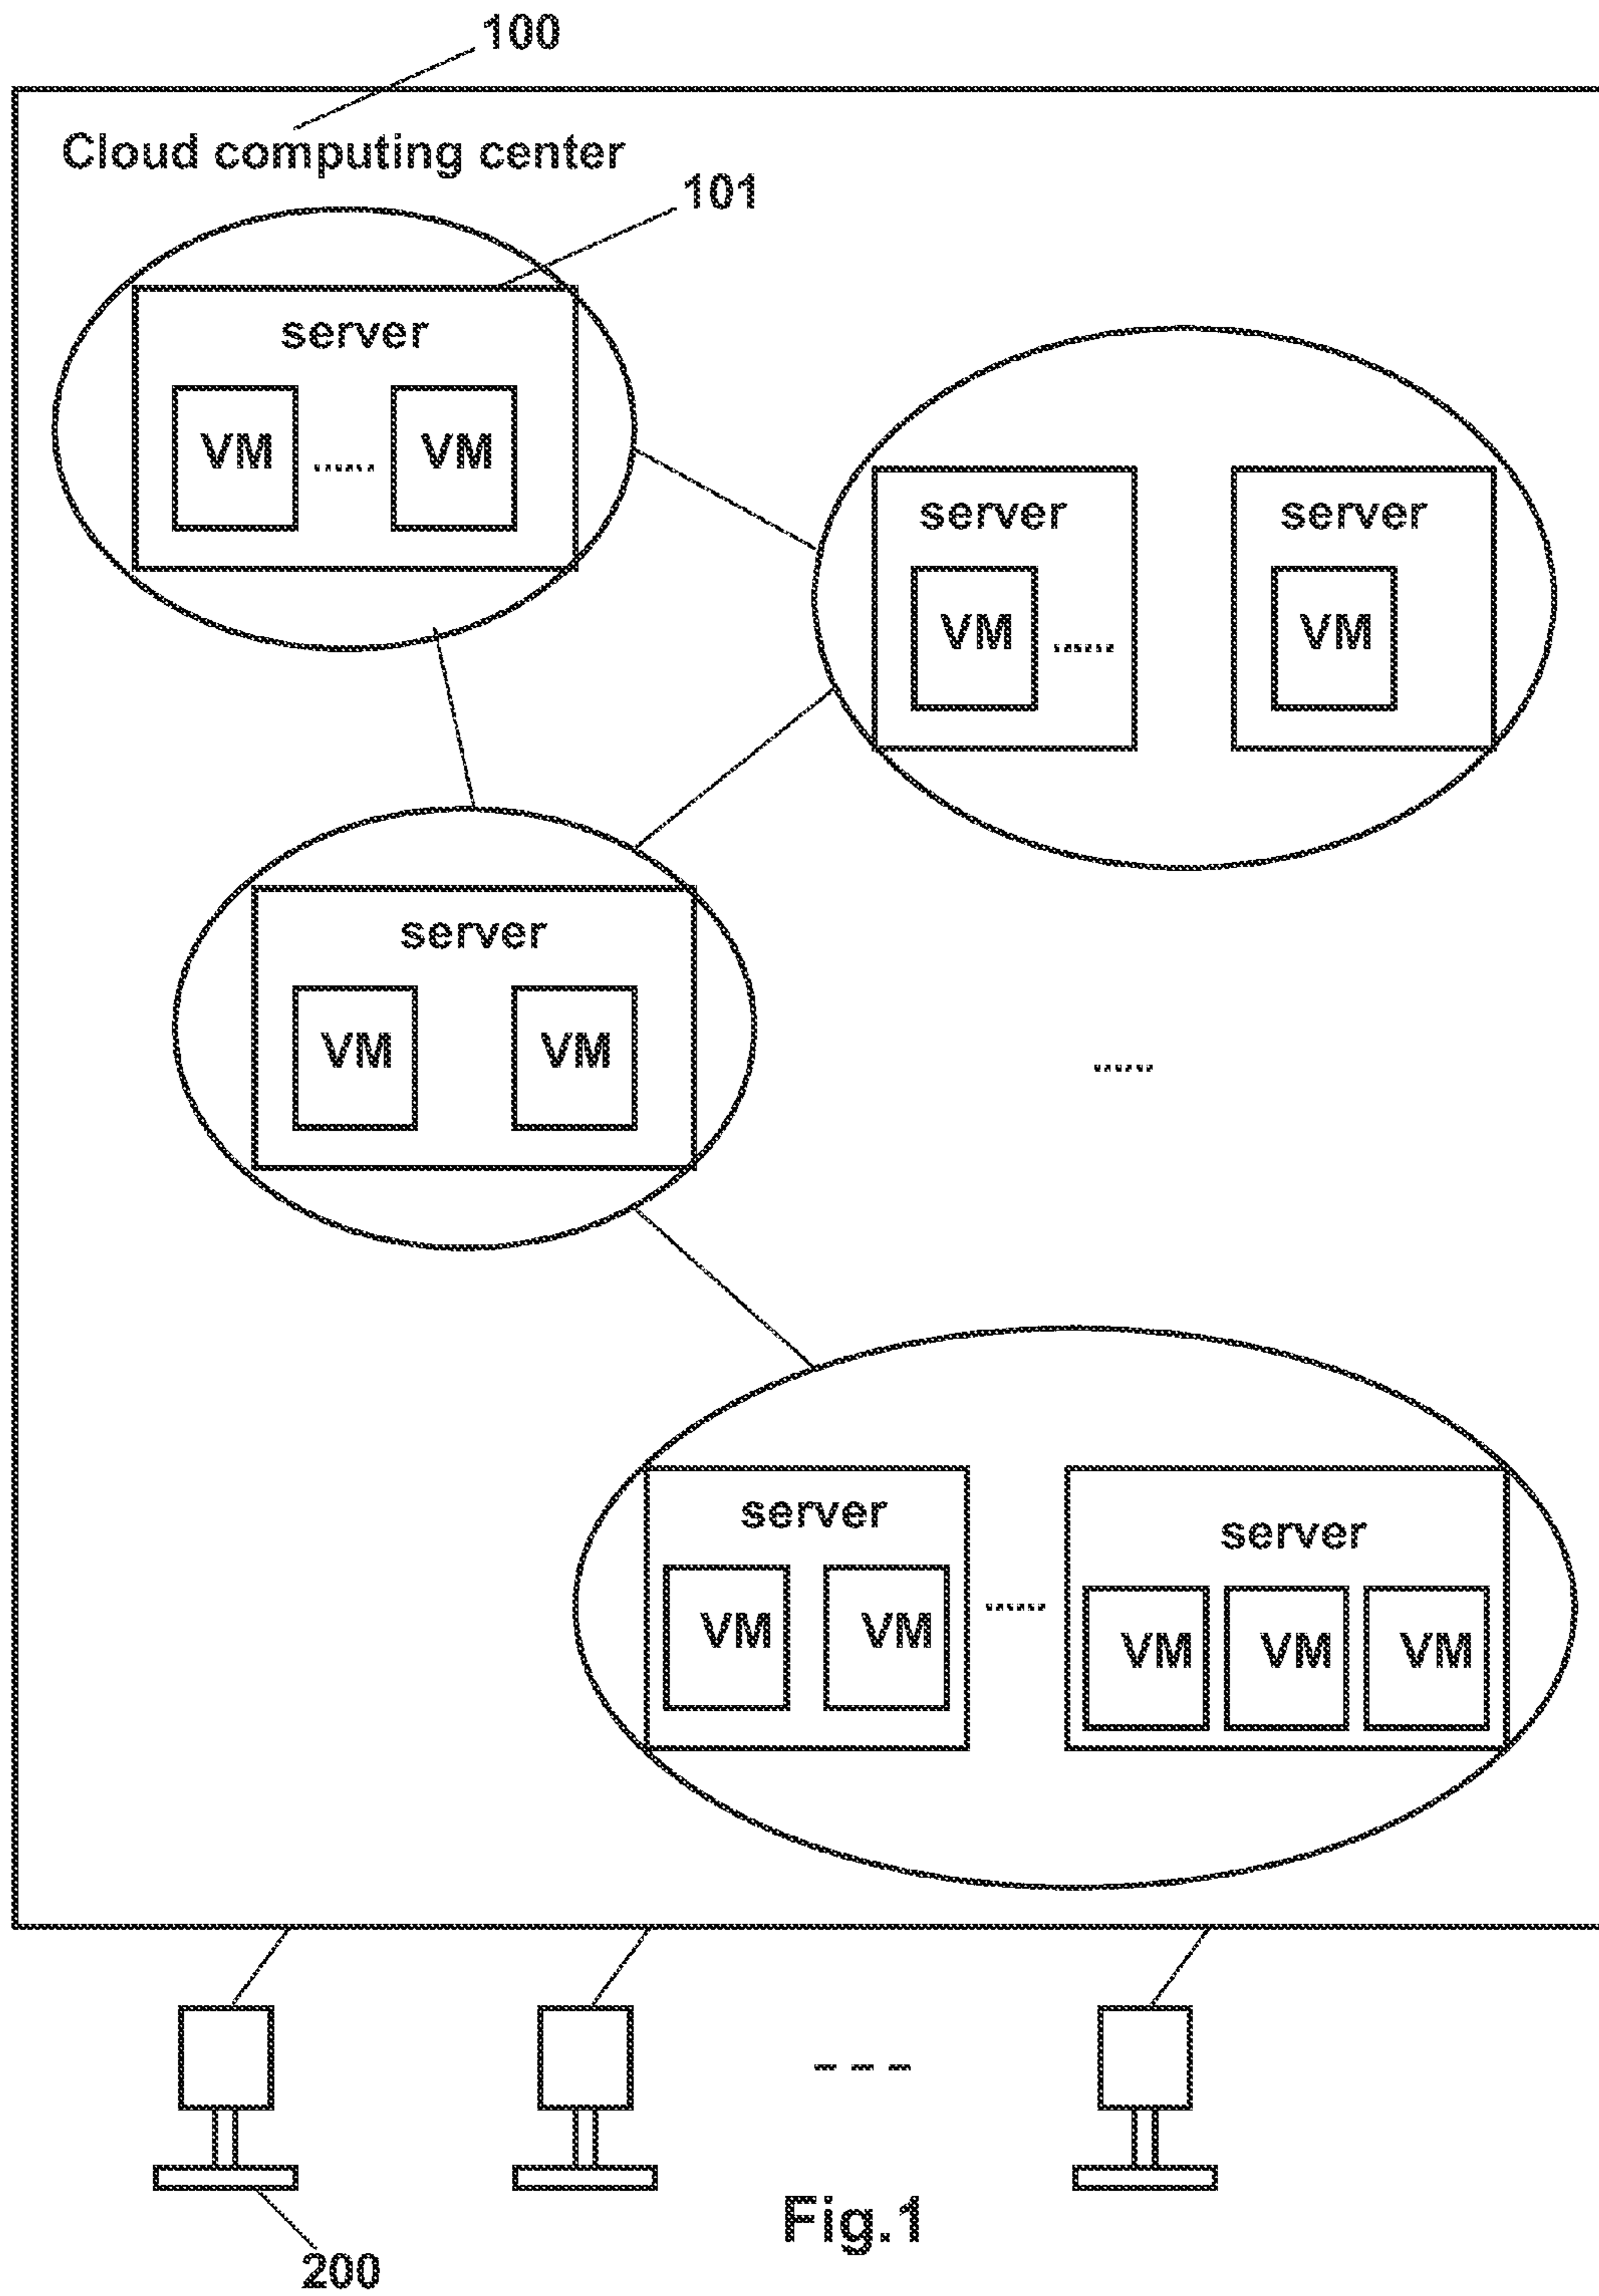 100
Cloud computing center
101
server
VM ...... VM
server server
VM ...... VM
server
VM VM
......
server server
VM VM ...... VM VM VM
200
Fig.1